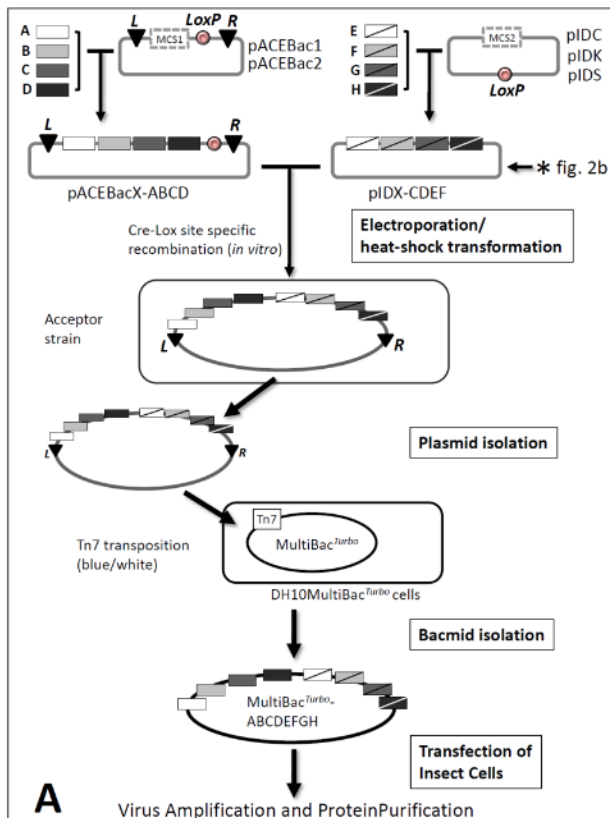 A
B
C
D
L
MCS1
LoxP
R
pACEBac1
pACEBac2
E
F
G
H
MCS2
LoxP
pIDC
pIDK
pIDS
L
R
pACEBacX-ABCD
pIDX-CDEF
* fig. 2b
Cre-Lox site specific
recombination (in vitro)
Electroporation/
heat-shock transformation
Acceptor
strain
L
R
L
R
Plasmid isolation
Tn7 transposition
(blue/white)
Tn7
MultiBacTurbo
DH10MultiBacTurbo cells
Bacmid isolation
MultiBacTurbo-
ABCDEFGH
Transfection of
Insect Cells
A
Virus Amplification and ProteinPurification